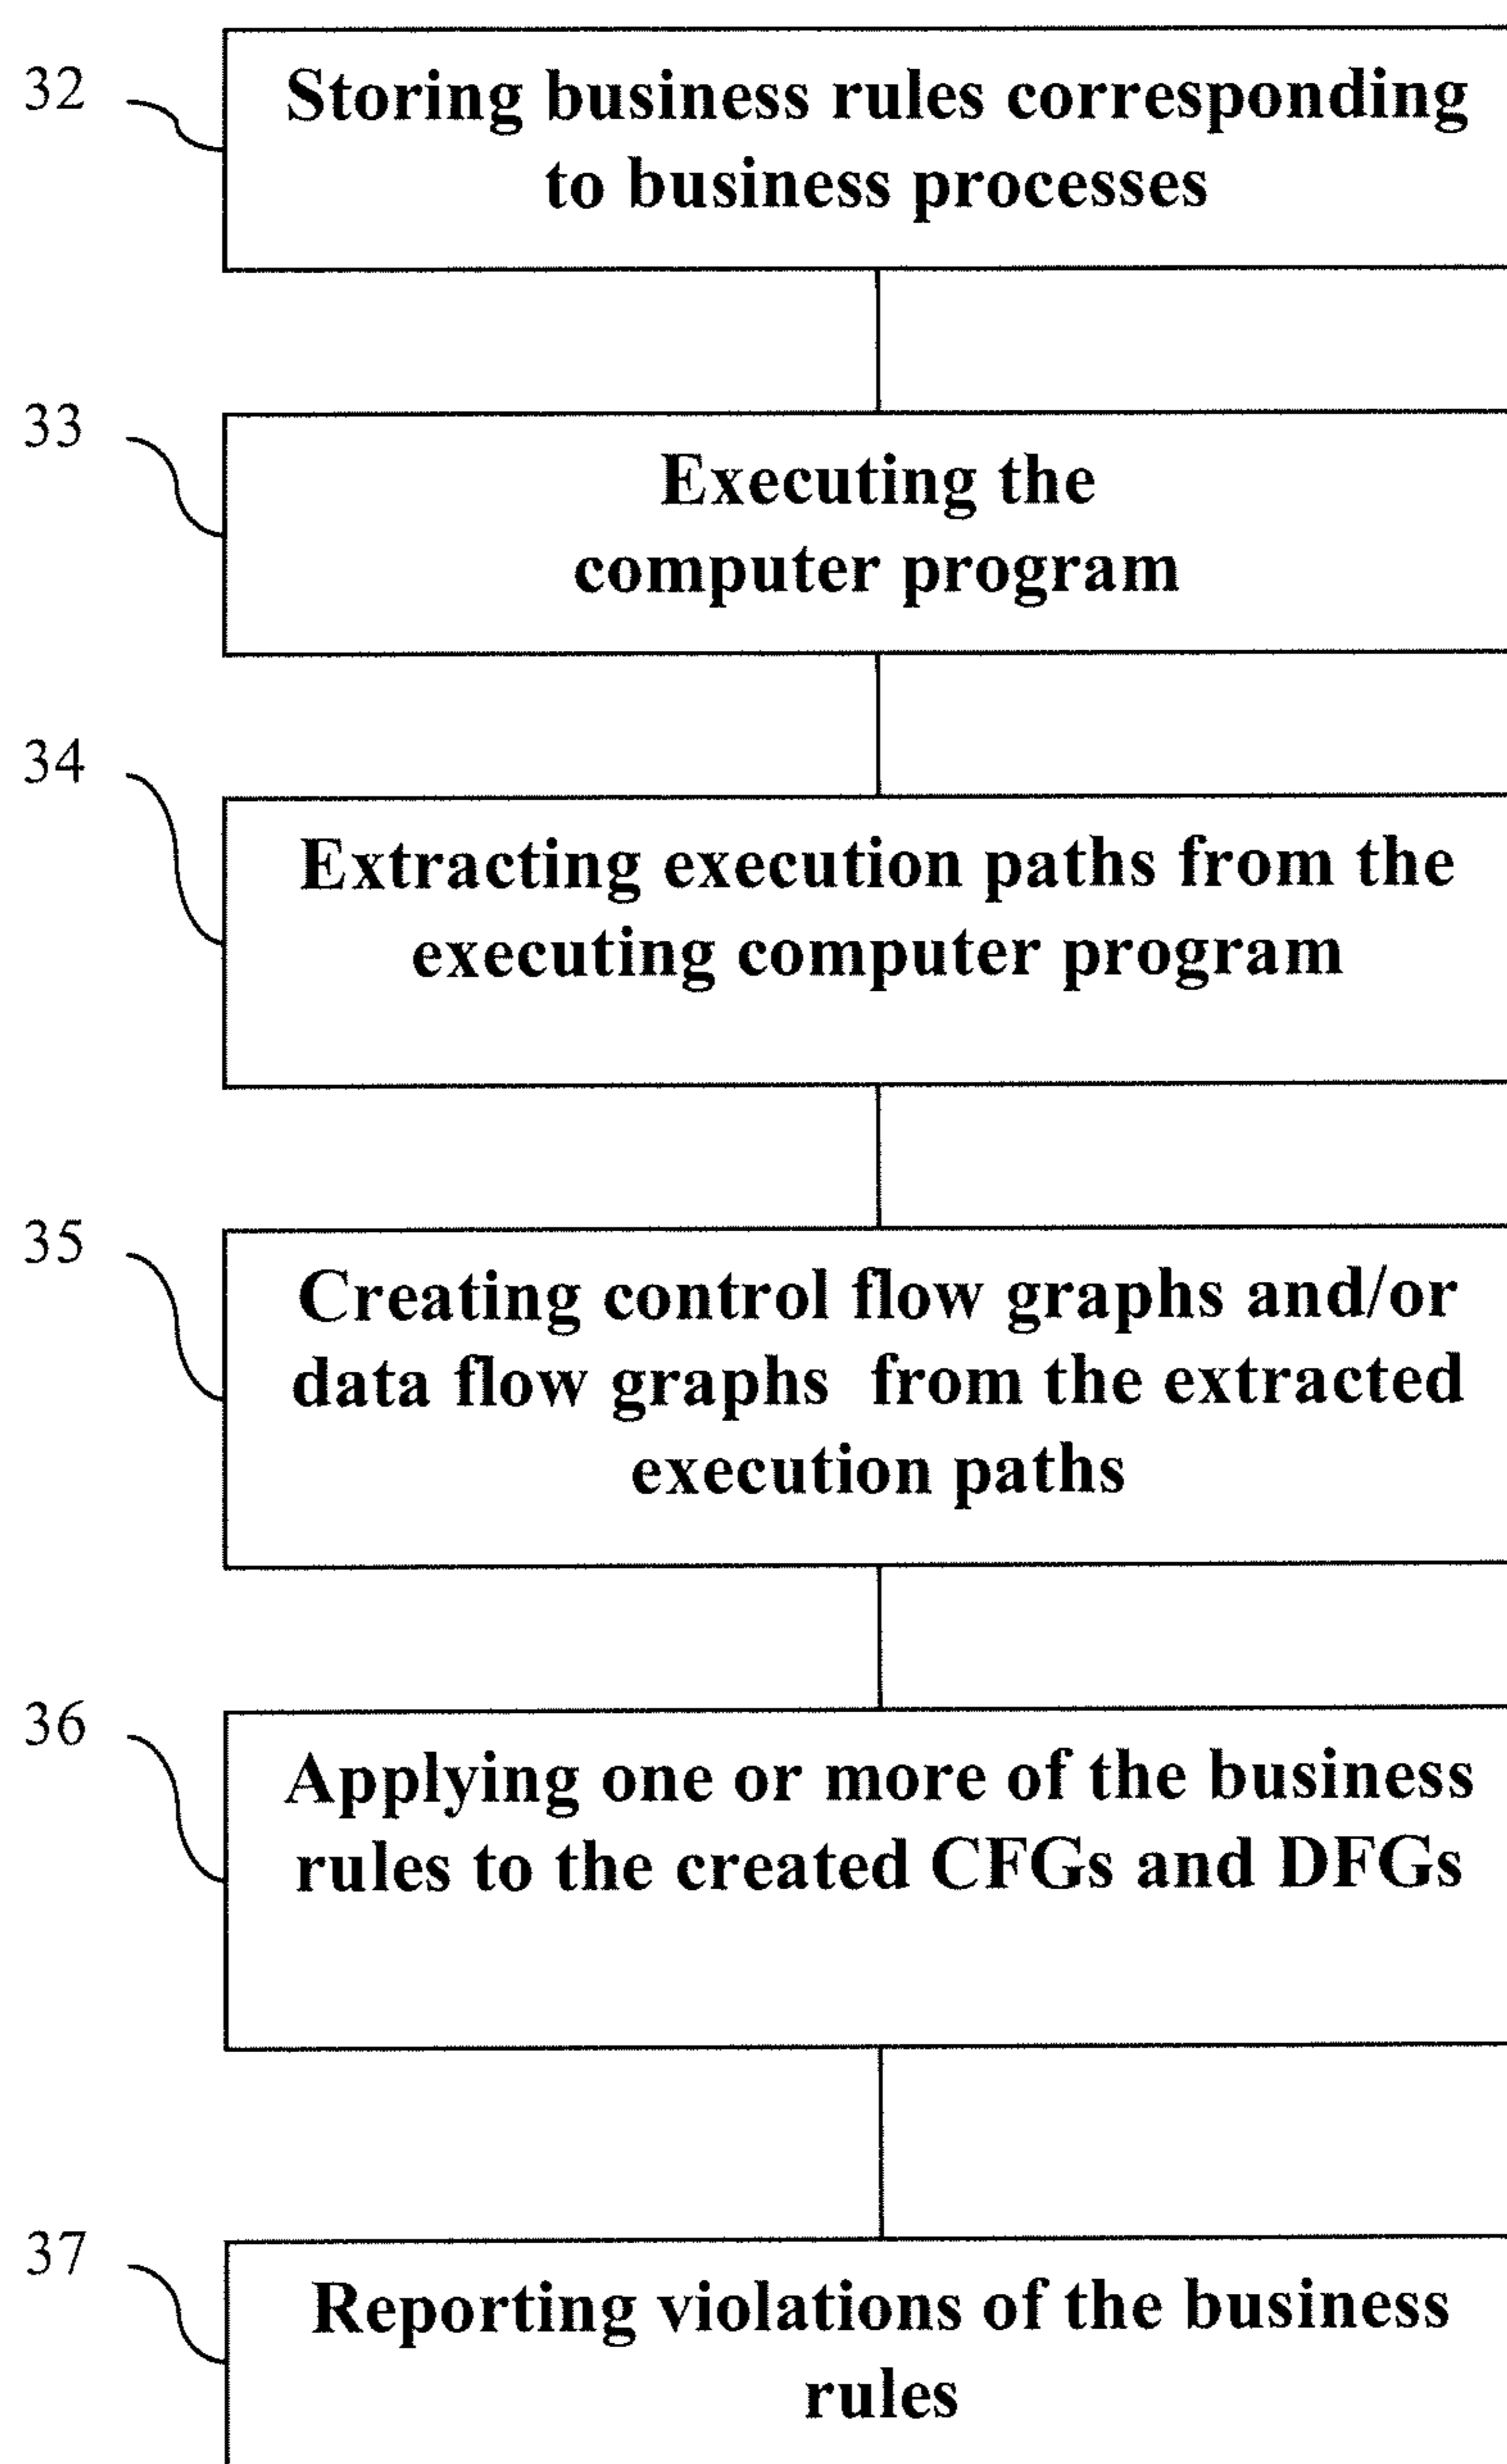 32
Storing business rules corresponding
to business processes
33
Executing the
computer program
34
Extracting execution paths from the
executing computer program
35
Creating control flow graphs and/or
data flow graphs from the extracted
execution paths
36
Applying one or more of the business
rules to the created CFGs and DFGs
37
Reporting violations of the business
rules